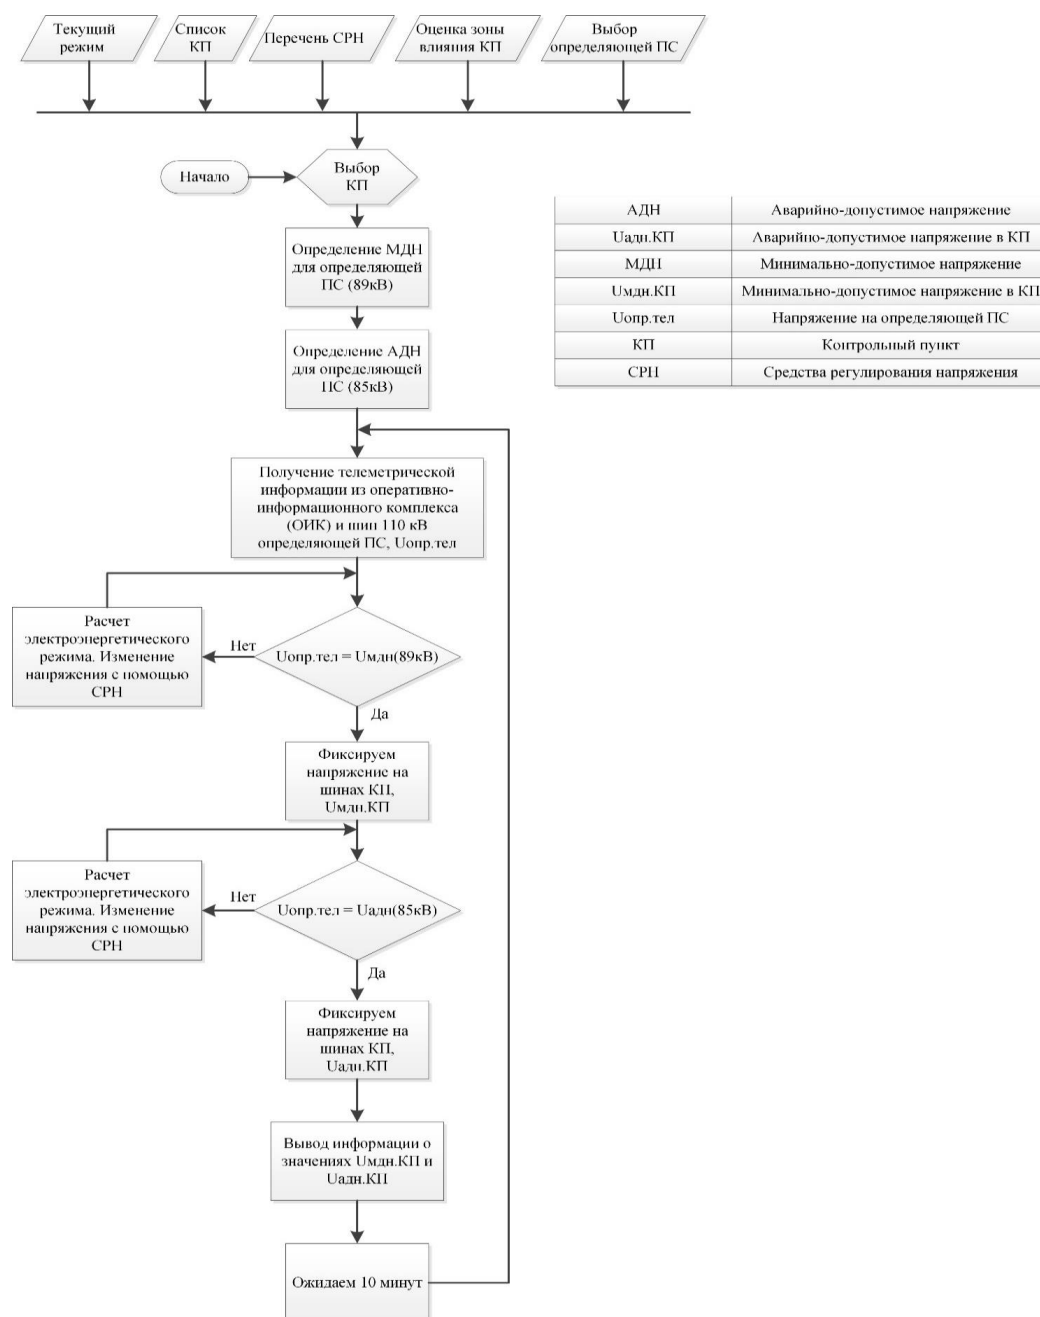 Текущий
режим
Список
КП
Перечень СРН
Оценка зоны
влияния КП
Выбор
определяющей ПС
Начало
Выбор
КП
Определение МДН
для определяющей
ПС (89кВ)
Определение АДН
для определяющей
ПС (85кВ)
АДН
Аварийно-допустимое напряжение
Uадн.КП
Аварийно-допустимое напряжение в КП
МДН
Минимально-допустимое напряжение
Uмдн.КП
Минимально-допустимое напряжение в КП
Uопр.тел
Напряжение на определяющей ПС
КП
Контрольный пункт
СРН
Средства регулирования напряжения
Получение телеметрической
информации из оперативно-
информационного комплекса
(ОИК) и шин 110 кВ
определяющей ПС, Uопр.тел
Расчет
электроэнергетического
режима. Изменение
напряжения с помощью
СРН
Нет
Uопр.тел = Uмдн(89кВ)
Да
Фиксируем
напряжение на
шинах КП,
Uмдн.КП
Расчет
электроэнергетического
режима. Изменение
напряжения с помощью
СРН
Нет
Uопр.тел = Uадн(85кВ)
Да
Фиксируем
напряжение на
шинах КП,
Uадн.КП
Вывод информации о
значениях Uмдн.КП и
Uадн.КП
Ожидаем 10 минут